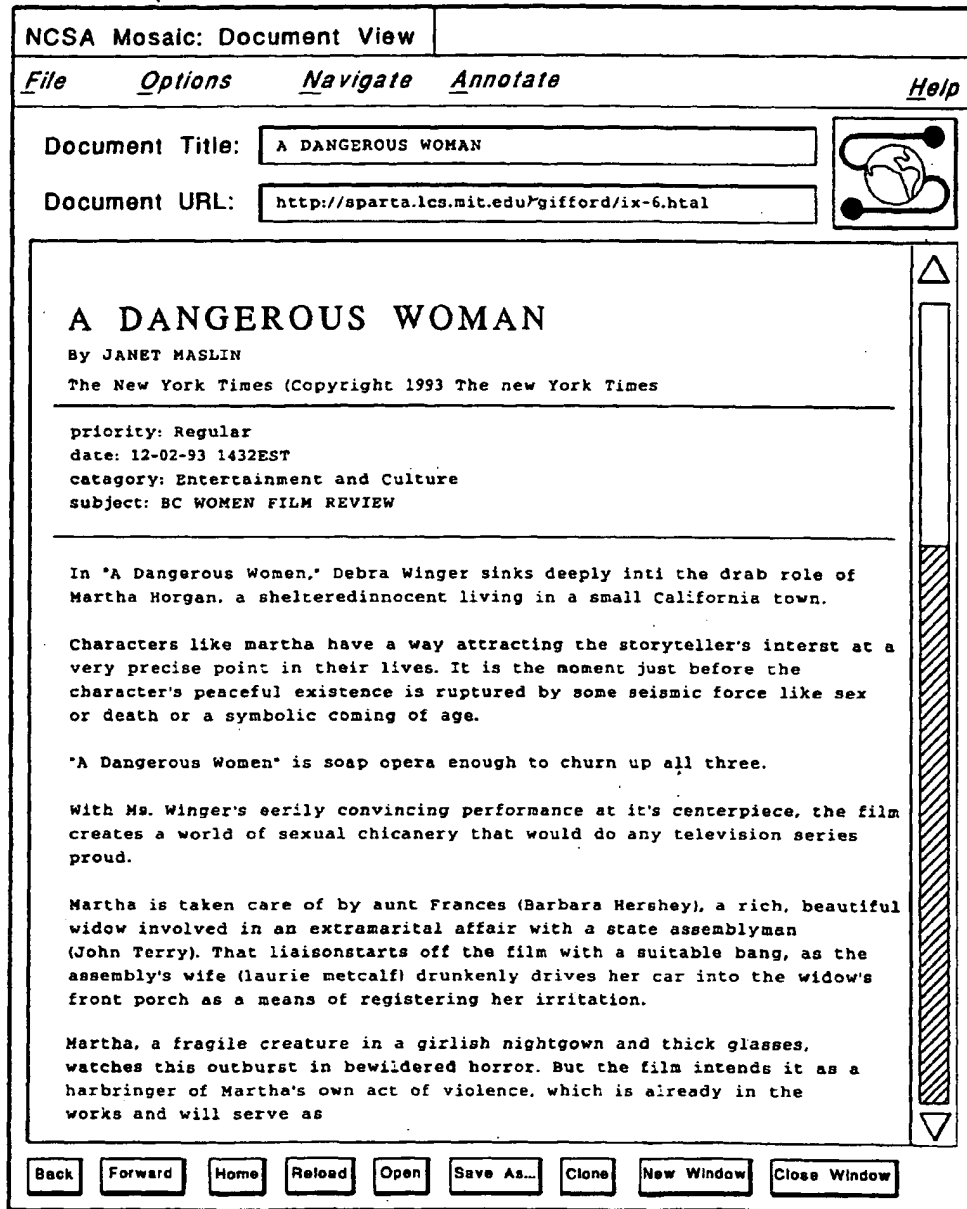 NCSA Mosaic: Document View
File Options Navigate Annotate Help
Document Title: A DANGEROUS WOMAN
Document URL: http://sparta.lcs.mit.edu/~gifford/ix-6.htal
A DANGEROUS WOMAN
By JANET MASLIN
The New York Times (Copyright 1993 The new York Times
priority: Regular
date: 12-02-93 1432EST
catagory: Entertainment and Culture
subject: BC WOMEN FILM REVIEW
In "A Dangerous Women," Debra Winger sinks deeply inti the drab role of
Martha Horgan, a shelteredinnocent living in a small California town.
Characters like martha have a way attracting the storyteller's interst at a
very precise point in their lives. It is the moment just before the
character's peaceful existence is ruptured by some seismic force like sex
or death or a symbolic coming of age.
"A Dangerous Women" is soap opera enough to churn up all three.
With Ms. Winger's eerily convincing performance at it's centerpiece, the film
creates a world of sexual chicanery that would do any television series
proud.
Martha is taken care of by aunt Frances (Barbara Hershey), a rich, beautiful
widow involved in an extramarital affair with a state assemblyman
(John Terry). That liaisonstarts off the film with a suitable bang, as the
assembly's wife (laurie metcalf) drunkenly drives her car into the widow's
front porch as a means of registering her irritation.
Martha, a fragile creature in a girlish nightgown and thick glasses,
watches this outburst in bewildered horror. But the film intends it as a
harbringer of Martha's own act of violence, which is already in the
works and will serve as
Back Forward Home Reload Open Save As... Clone New Window Close Window